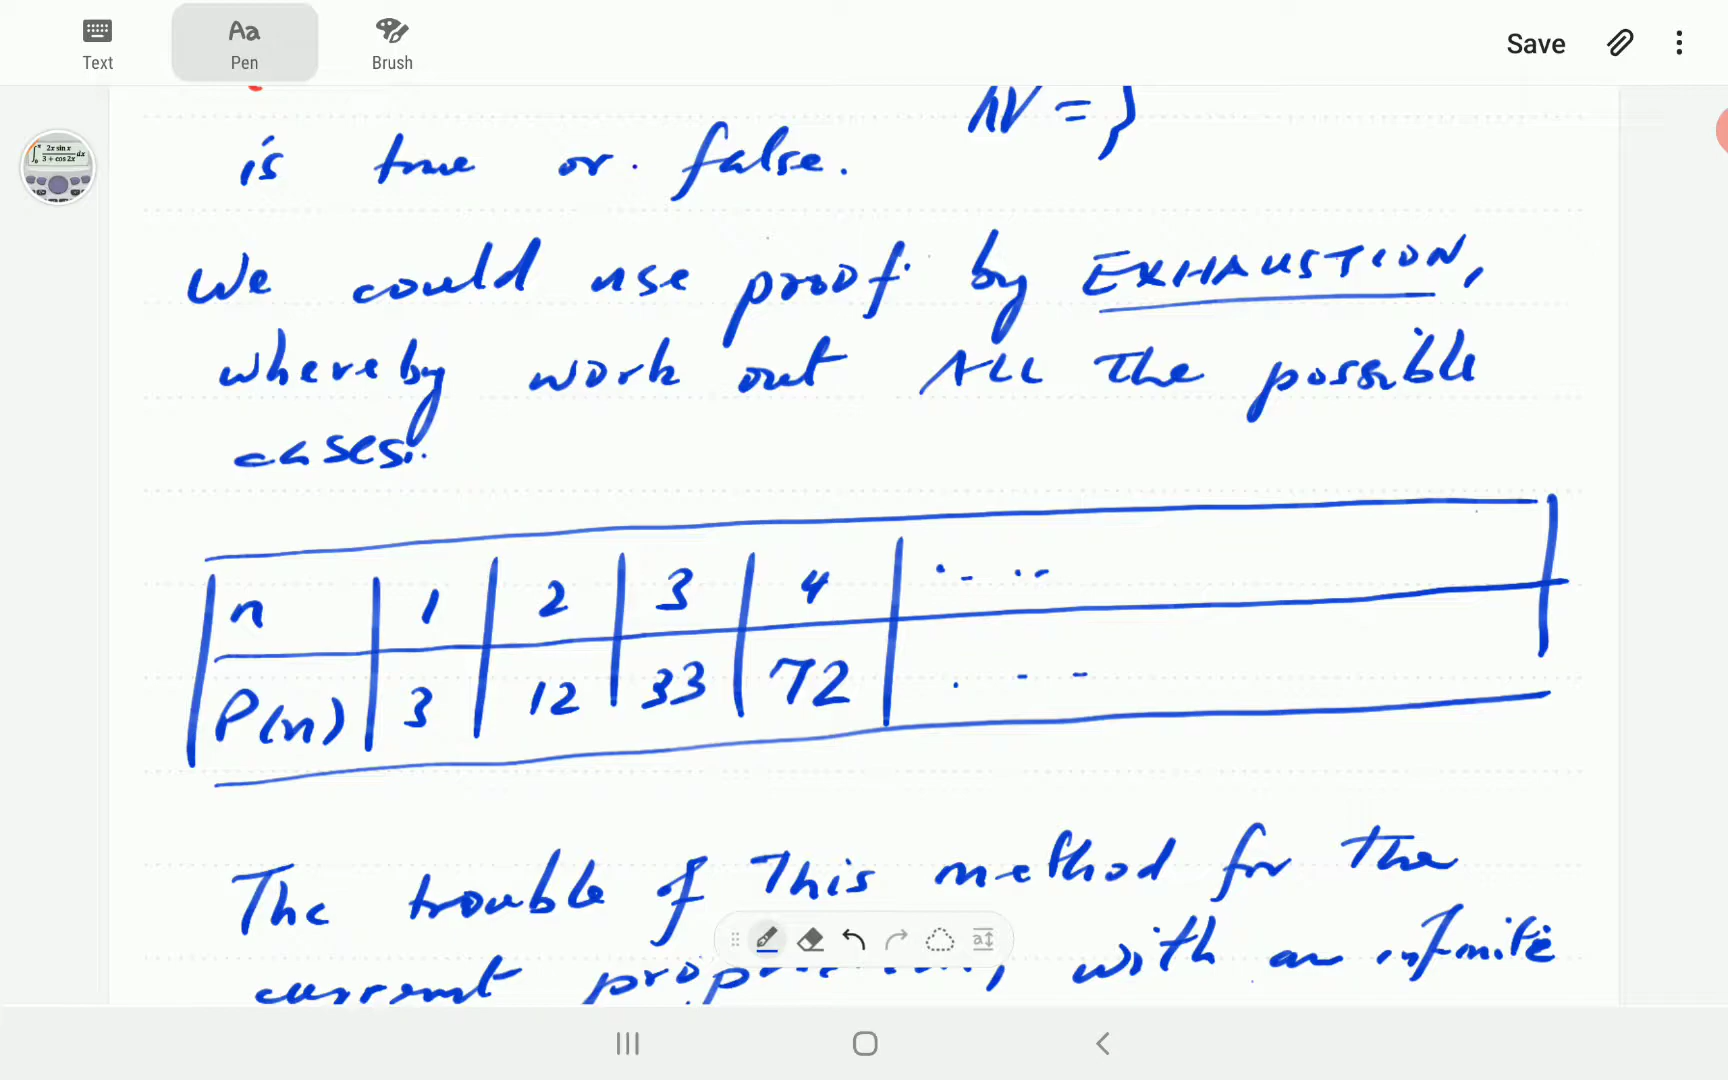 Text
Aa
Pen
Brush
Save
IN = }
is true or false.
We could use proof by EXHAUSTION,
whereby work out ALL the possible
cases.
n 1 2 3 4 .....
P(n) 3 12 33 72 ...
The trouble of This method for the
current with an infinite